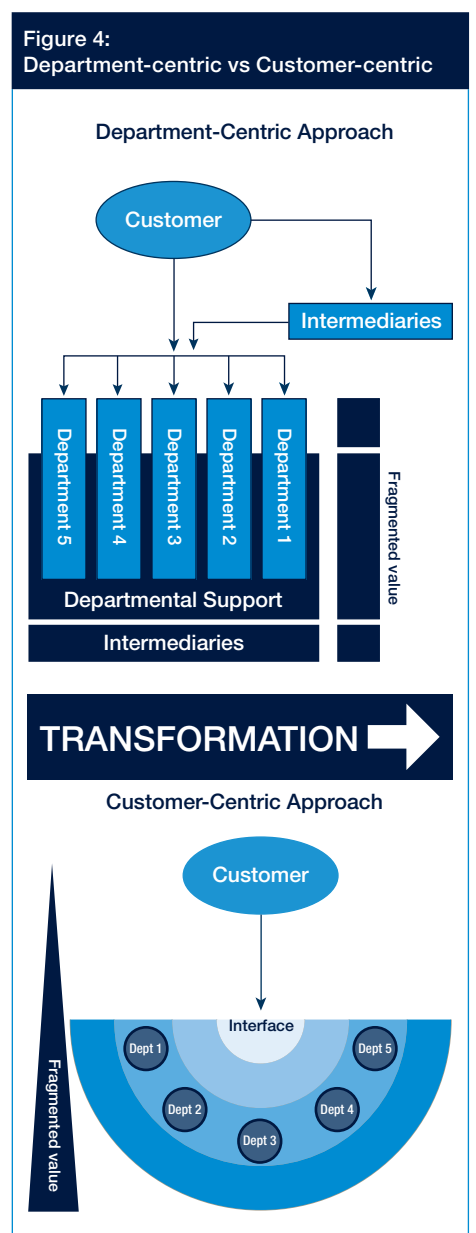 Figure 4:
Department-centric vs Customer-centric
Department-Centric Approach
Customer
Intermediaries
Department 5
Department 4
Department 3
Department 2
Department 1
Fragmented value
Departmental Support
Intermediaries
TRANSFORMATION
Customer-Centric Approach
Customer
Interface
Dept 1
Dept 2
Dept 3
Dept 4
Dept 5
Fragmented value